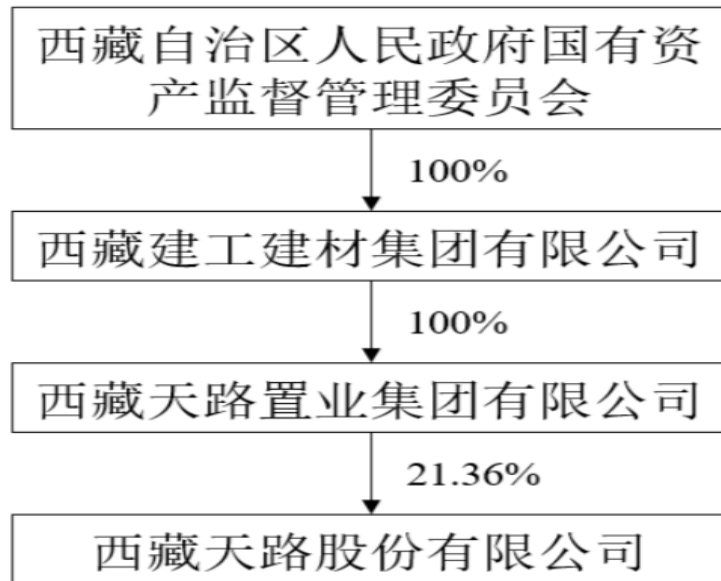 西藏自治区人民政府国有资
产监督管理委员会
100%
西藏建工建材集团有限公司
100%
西藏天路置业集团有限公司
21.36%
西藏天路股份有限公司